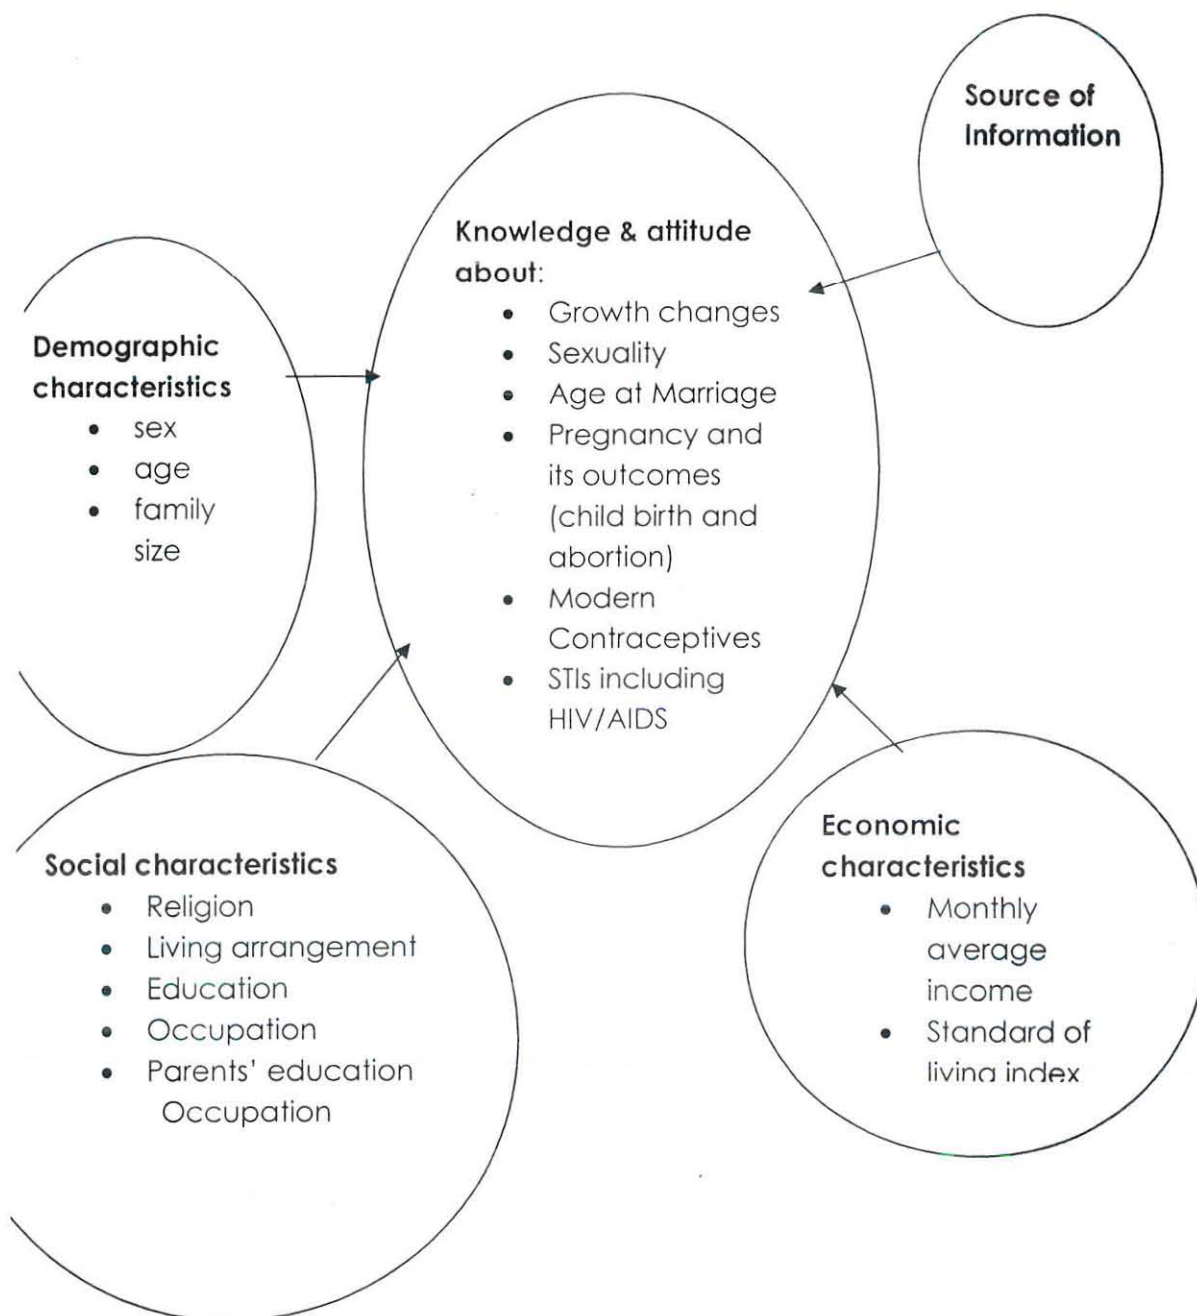 Source of
Information
Knowledge & attitude
about:
• Growth changes
• Sexuality
• Age at Marriage
• Pregnancy and
its outcomes
(child birth and
abortion)
• Modern
Contraceptives
• STIs including
HIV/AIDS
Demographic
characteristics
• sex
• age
• family
size
Social characteristics
• Religion
• Living arrangement
• Education
• Occupation
• Parents' education
Occupation
Economic
characteristics
• Monthly
average
income
• Standard of
living index